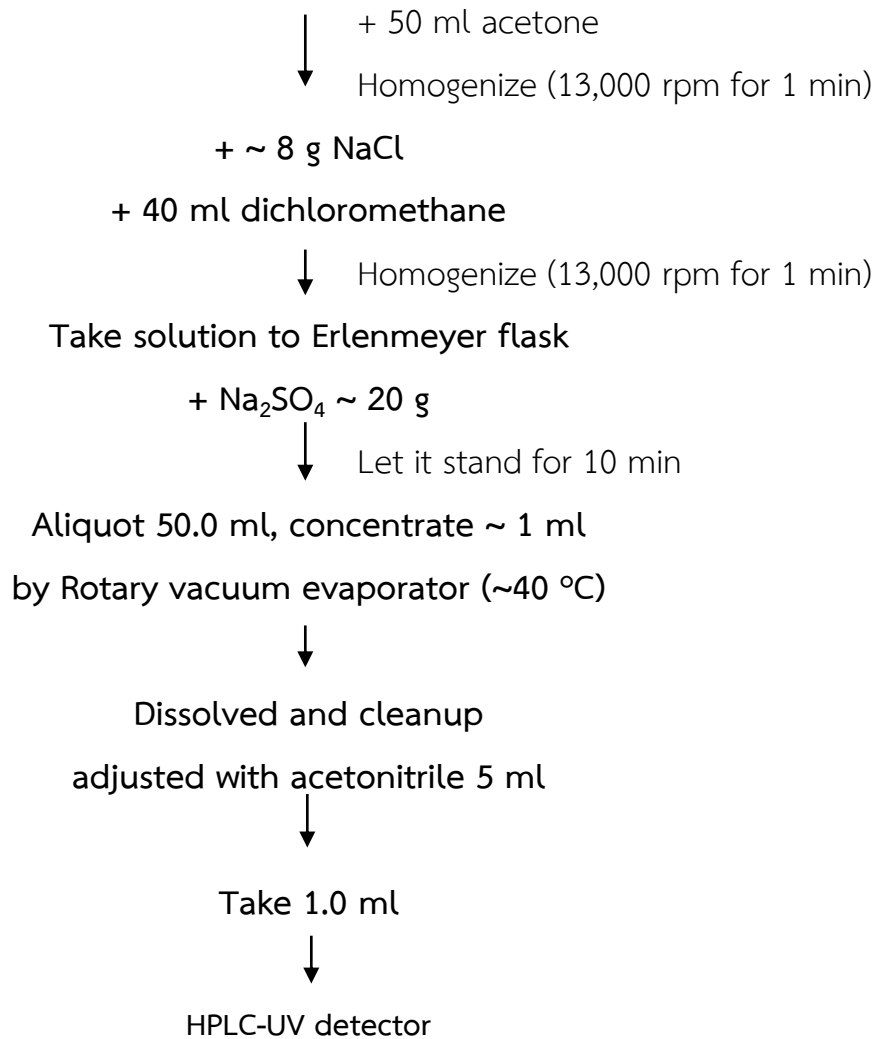 + 50 ml acetone
Homogenize (13,000 rpm for 1 min)
+ ~ 8 g NaCl
+ 40 ml dichloromethane
Homogenize (13,000 rpm for 1 min)
Take solution to Erlenmeyer flask
+ Na₂SO₄ ~ 20 g
Let it stand for 10 min
Aliquot 50.0 ml, concentrate ~ 1 ml
by Rotary vacuum evaporator (~40 ºC)
Dissolved and cleanup
adjusted with acetonitrile 5 ml
Take 1.0 ml
HPLC-UV detector